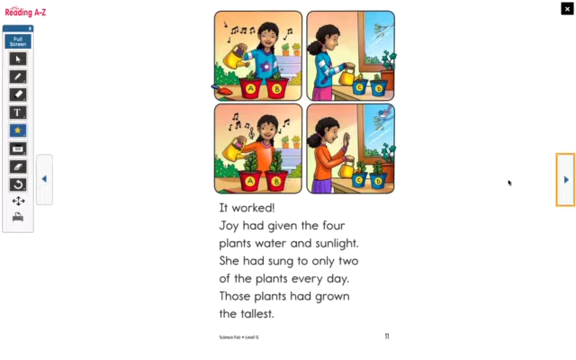 Reading A-Z
Full
Screen
T
A
B
C
A
B
C
It worked!
Joy had given the four
plants water and sunlight.
She had sung to only two
of the plants every day.
Those plants had grown
the tallest.
Science Fair • Level G
11